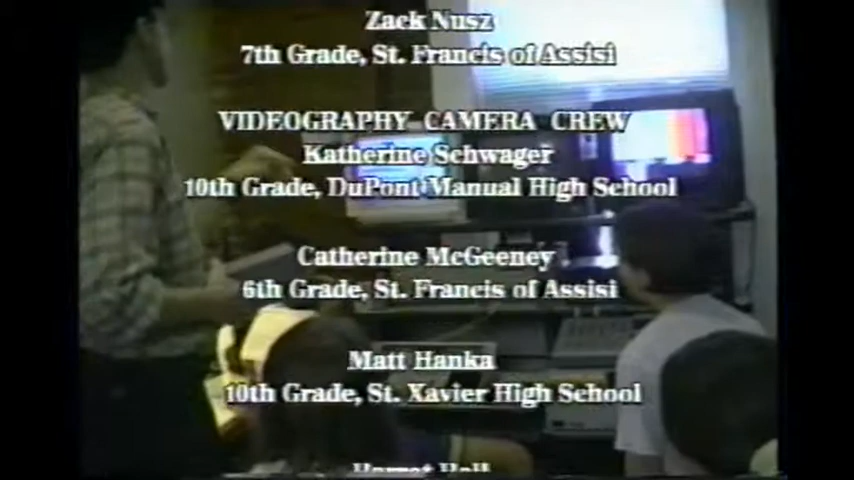 Zack Nusz
7th Grade, St. Francis of Assisi
VIDEOGRAPHY CAMERA CREW
Katherine Schwager
10th Grade, DuPont Manual High School
Catherine McGeeney
6th Grade, St. Francis of Assisi
Matt Hanka
10th Grade, St. Xavier High School